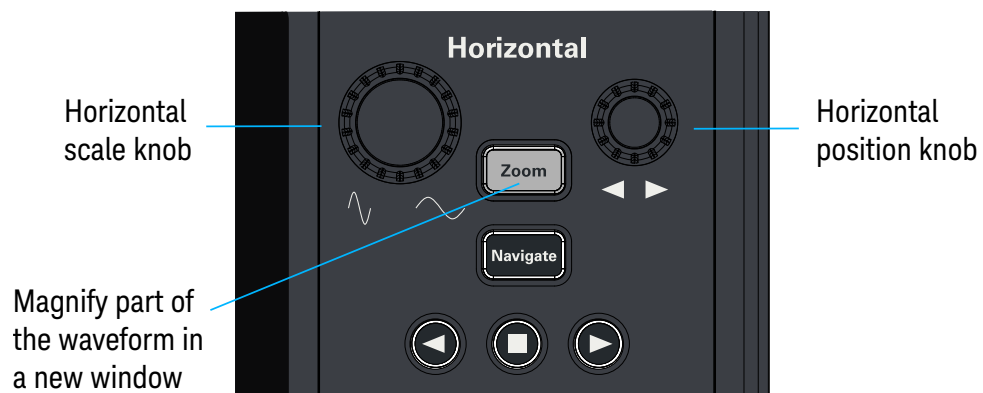 Horizontal
Horizontal
scale knob
Horizontal
position knob
Zoom
Navigate
Magnify part of
the waveform in
a new window